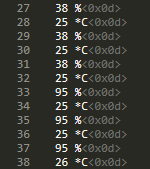 27 38 %<0x0d>
28 25 *C<0x0d>
29 38 %<0x0d>
30 25 *C<0x0d>
31 38 %<0x0d>
32 25 *C<0x0d>
33 95 %<0x0d>
34 25 *C<0x0d>
35 95 %<0x0d>
36 25 *C<0x0d>
37 95 %<0x0d>
38 26 *C<0x0d>